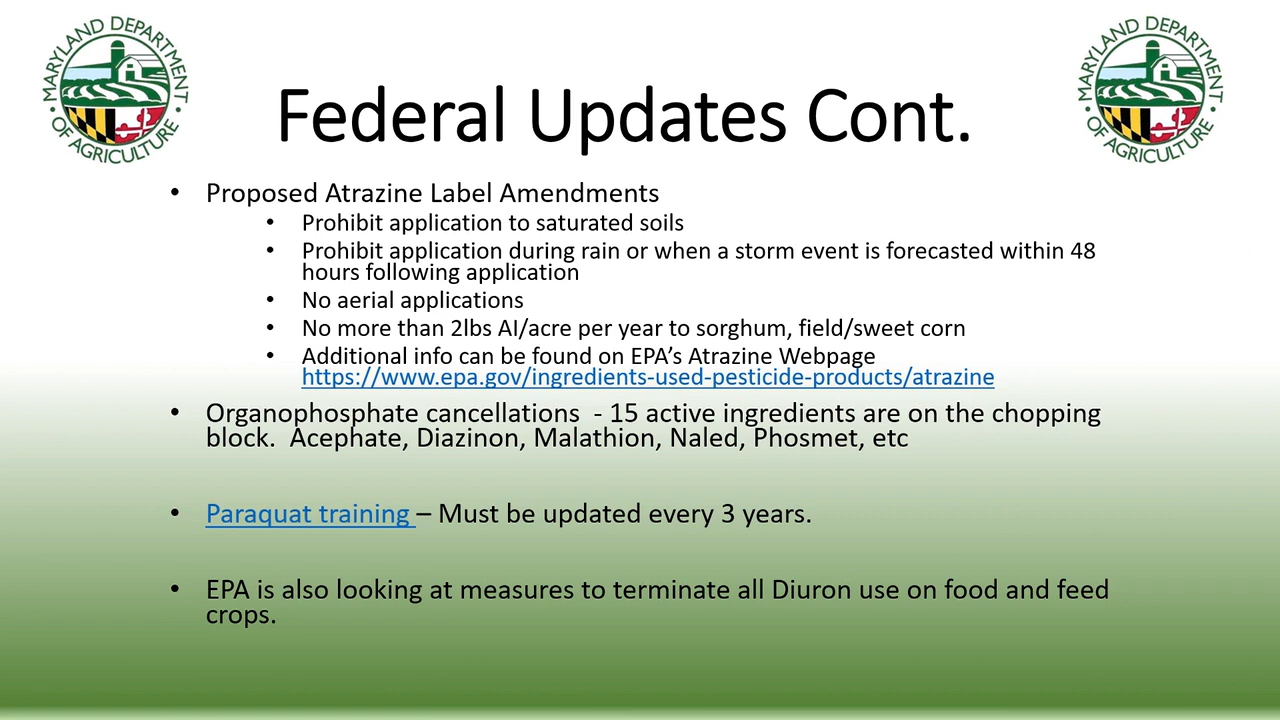 MARYLAND DEPARTMENT OF AGRICULTURE
MARYLAND DEPARTMENT OF AGRICULTURE
Federal Updates Cont.
• Proposed Atrazine Label Amendments
• Prohibit application to saturated soils
• Prohibit application during rain or when a storm event is forecasted within 48
hours following application
• No aerial applications
• No more than 2lbs AI/acre per year to sorghum, field/sweet corn
• Additional info can be found on EPA's Atrazine Webpage
https://www.epa.gov/ingredients-used-pesticide-products/atrazine
• Organophosphate cancellations  - 15 active ingredients are on the chopping
block.  Acephate, Diazinon, Malathion, Naled, Phosmet, etc
• Paraquat training – Must be updated every 3 years.
• EPA is also looking at measures to terminate all Diuron use on food and feed
crops.